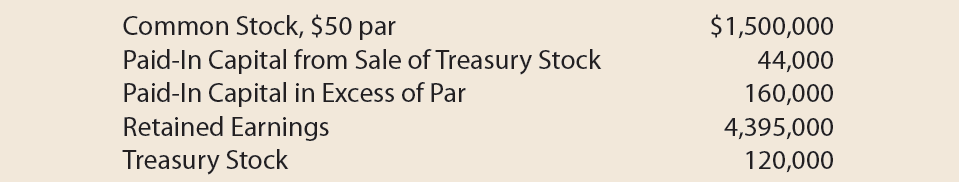 Common Stock, $50 par $1,500,000
Paid-In Capital from Sale of Treasury Stock 44,000
Paid-In Capital in Excess of Par 160,000
Retained Earnings 4,395,000
Treasury Stock 120,000